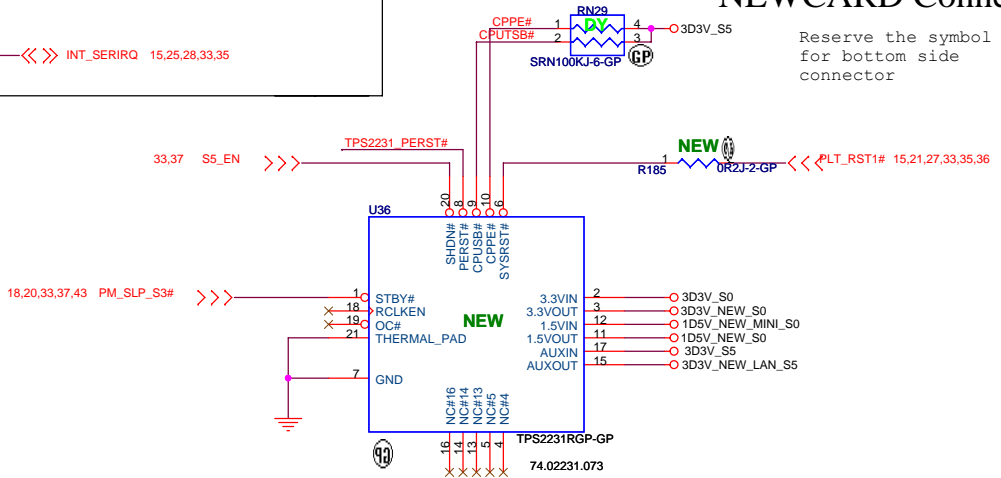 NEWCARD Conne
RN29
CPPE# 1 DY 4 3D3V_S5
CPUTSB# 2 3
SRN100KJ-6-GP GP
Reserve the symbol
for bottom side
connector
INT_SERIRQ 15,25,28,33,35
TPS2231_PERST#
33,37 S5_EN
NEW
1 PLT_RST1# 15,21,27,33,35,36
R185 0R2J-2-GP
20 8 9 10 6
U36
SHDN# PERST# CPUSB# CPPE# SYSRST#
18,20,33,37,43 PM_SLP_S3# 1 STBY#
18 RCLKEN
19 OC#
21 THERMAL_PAD
7 GND
NEW
3.3VIN 2 3D3V_S0
3.3VOUT 3 3D3V_NEW_S0
1.5VIN 12 1D5V_NEW_MINI_S0
1.5VOUT 11 1D5V_NEW_S0
AUXIN 17 3D3V_S5
AUXOUT 15 3D3V_NEW_LAN_S5
NC#16 NC#14 NC#13 NC#5 NC#4
16 14 13 5 4
TPS2231RGP-GP
GP
74.02231.073